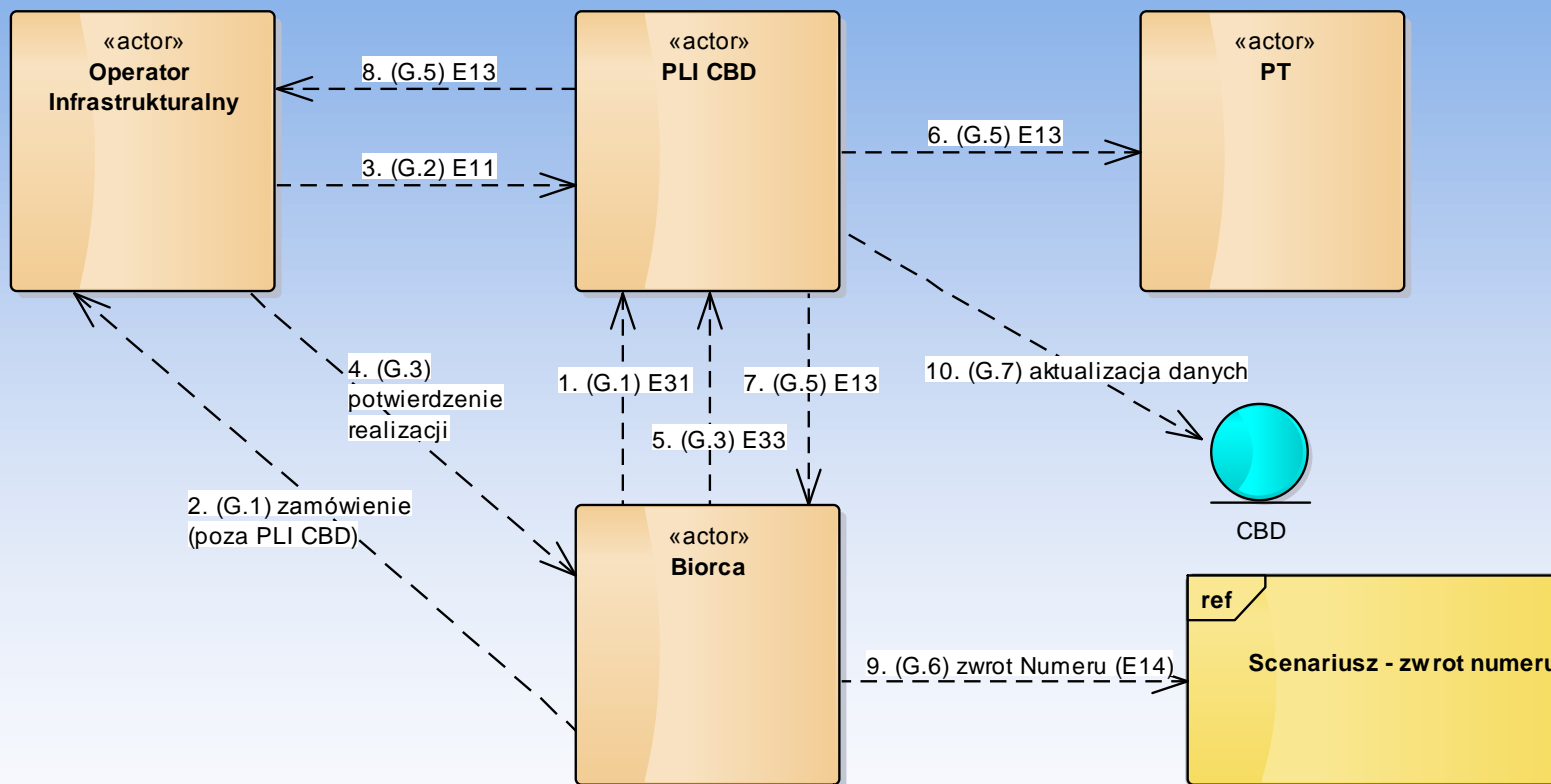 «actor»
Operator
Infrastrukturalny
«actor»
PLI CBD
«actor»
PT
8. (G.5) E13
3. (G.2) E11
6. (G.5) E13
4. (G.3)
potwierdzenie
realizacji
1. (G.1) E31
7. (G.5) E13
5. (G.3) E33
10. (G.7) aktualizacja danych
2. (G.1) zamówienie
(poza PLI CBD)
CBD
«actor»
Biorca
9. (G.6) zwrot Numeru (E14)
ref
Scenariusz - zwrot numeru